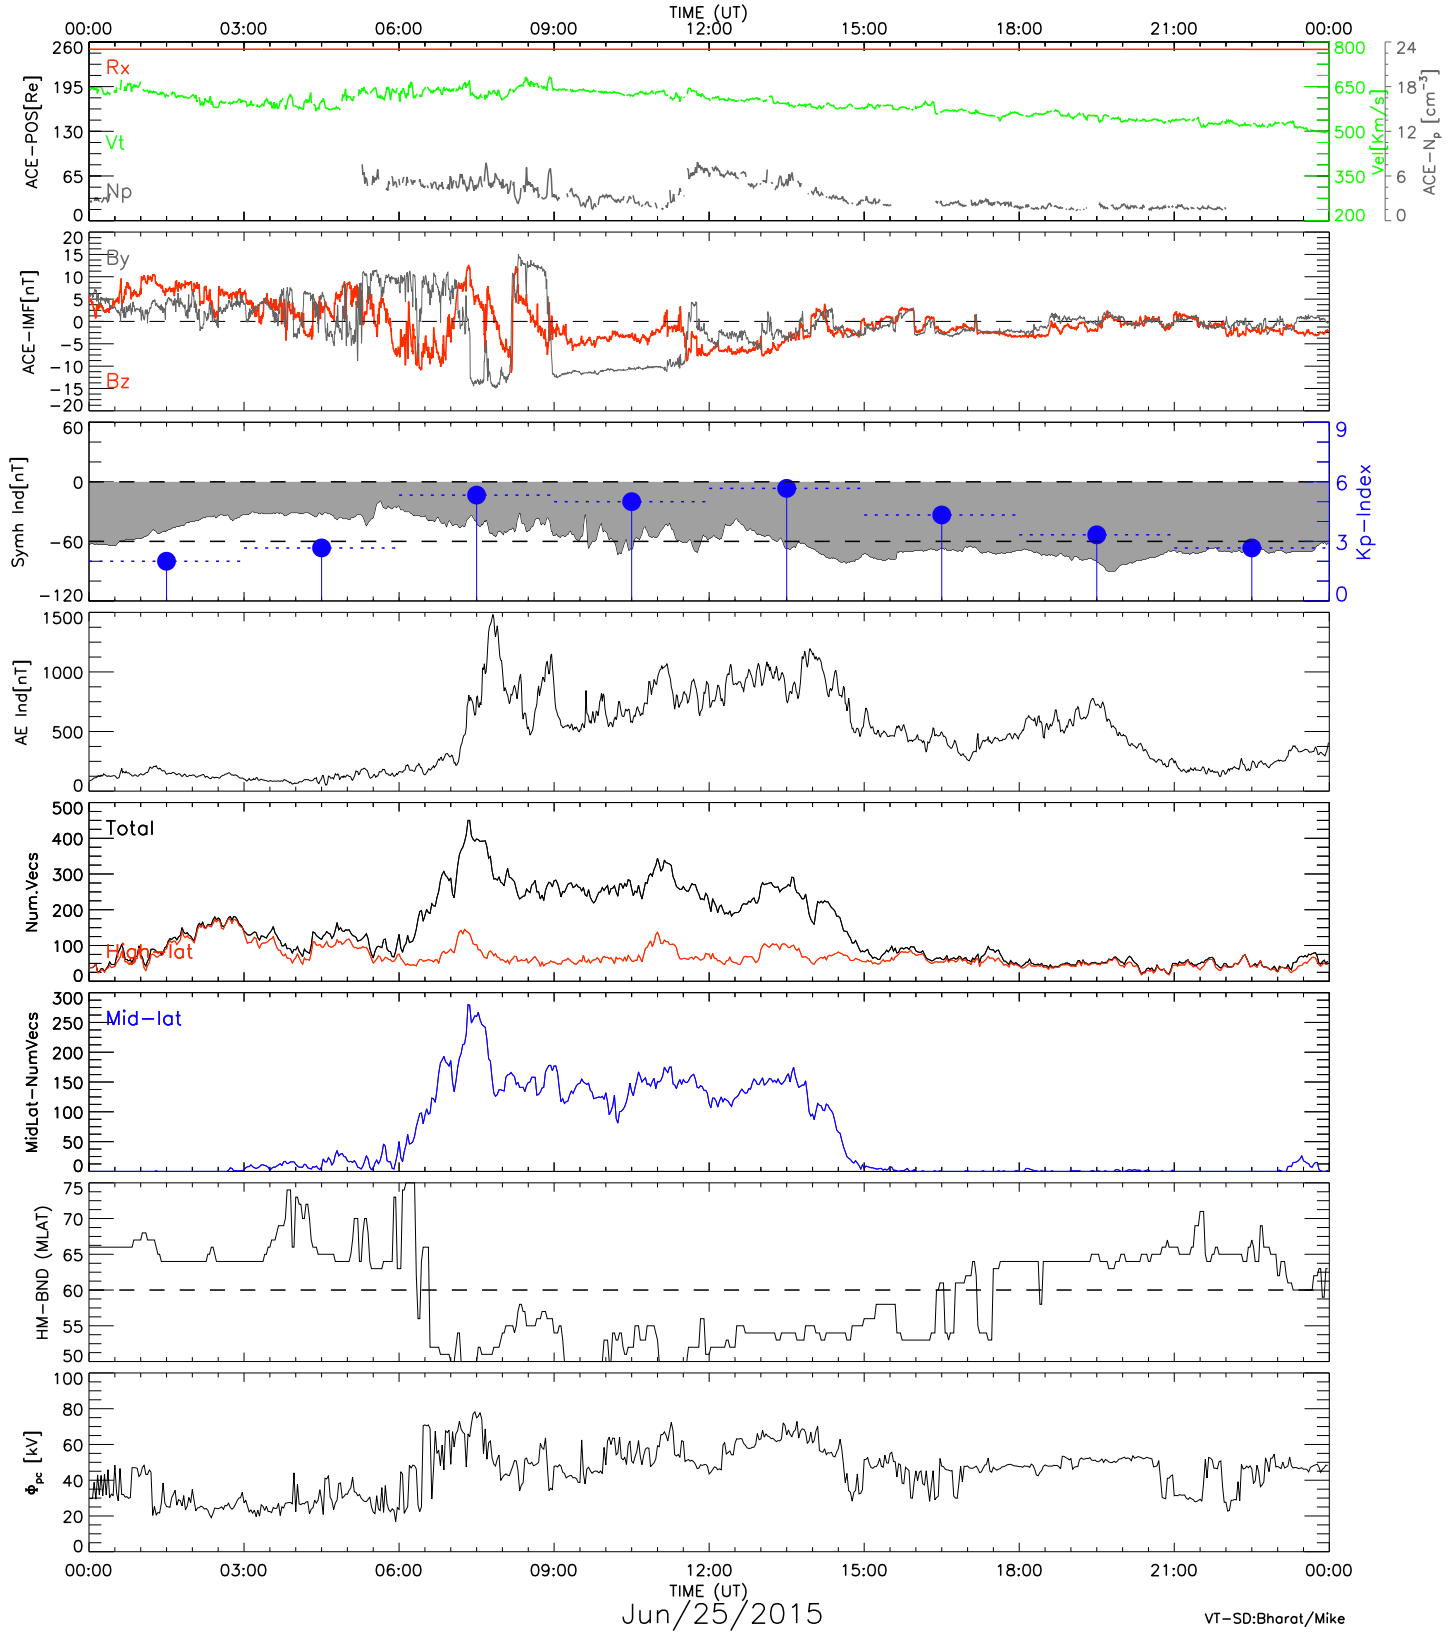 TIME (UT)
00:00 03:00 06:00 09:00 12:00 15:00 18:00 21:00 00:00
ACE-POS[Re]
260
195
130
65
0
Rx
Vt
Np
800
650
500
350
200
Vel[Km/s]
24
18
12
6
0
ACE-Np [cm-3]
ACE-IMF[nT]
20
15
10
5
0
-5
-10
-15
-20
By
Bz
Symh Ind[nT]
60
0
-60
-120
9
6
3
0
Kp-Index
AE Ind[nT]
1500
1000
500
0
Num.Vecs
500
400
300
200
100
0
Total
High-lat
MidLat-NumVecs
300
250
200
150
100
50
0
Mid-lat
HM-BND (MLAT)
75
70
65
60
55
50
Φpc [kV]
100
80
60
40
20
0
00:00 03:00 06:00 09:00 12:00 15:00 18:00 21:00 00:00
TIME (UT)
Jun/25/2015
VT-SD:Bharat/Mike